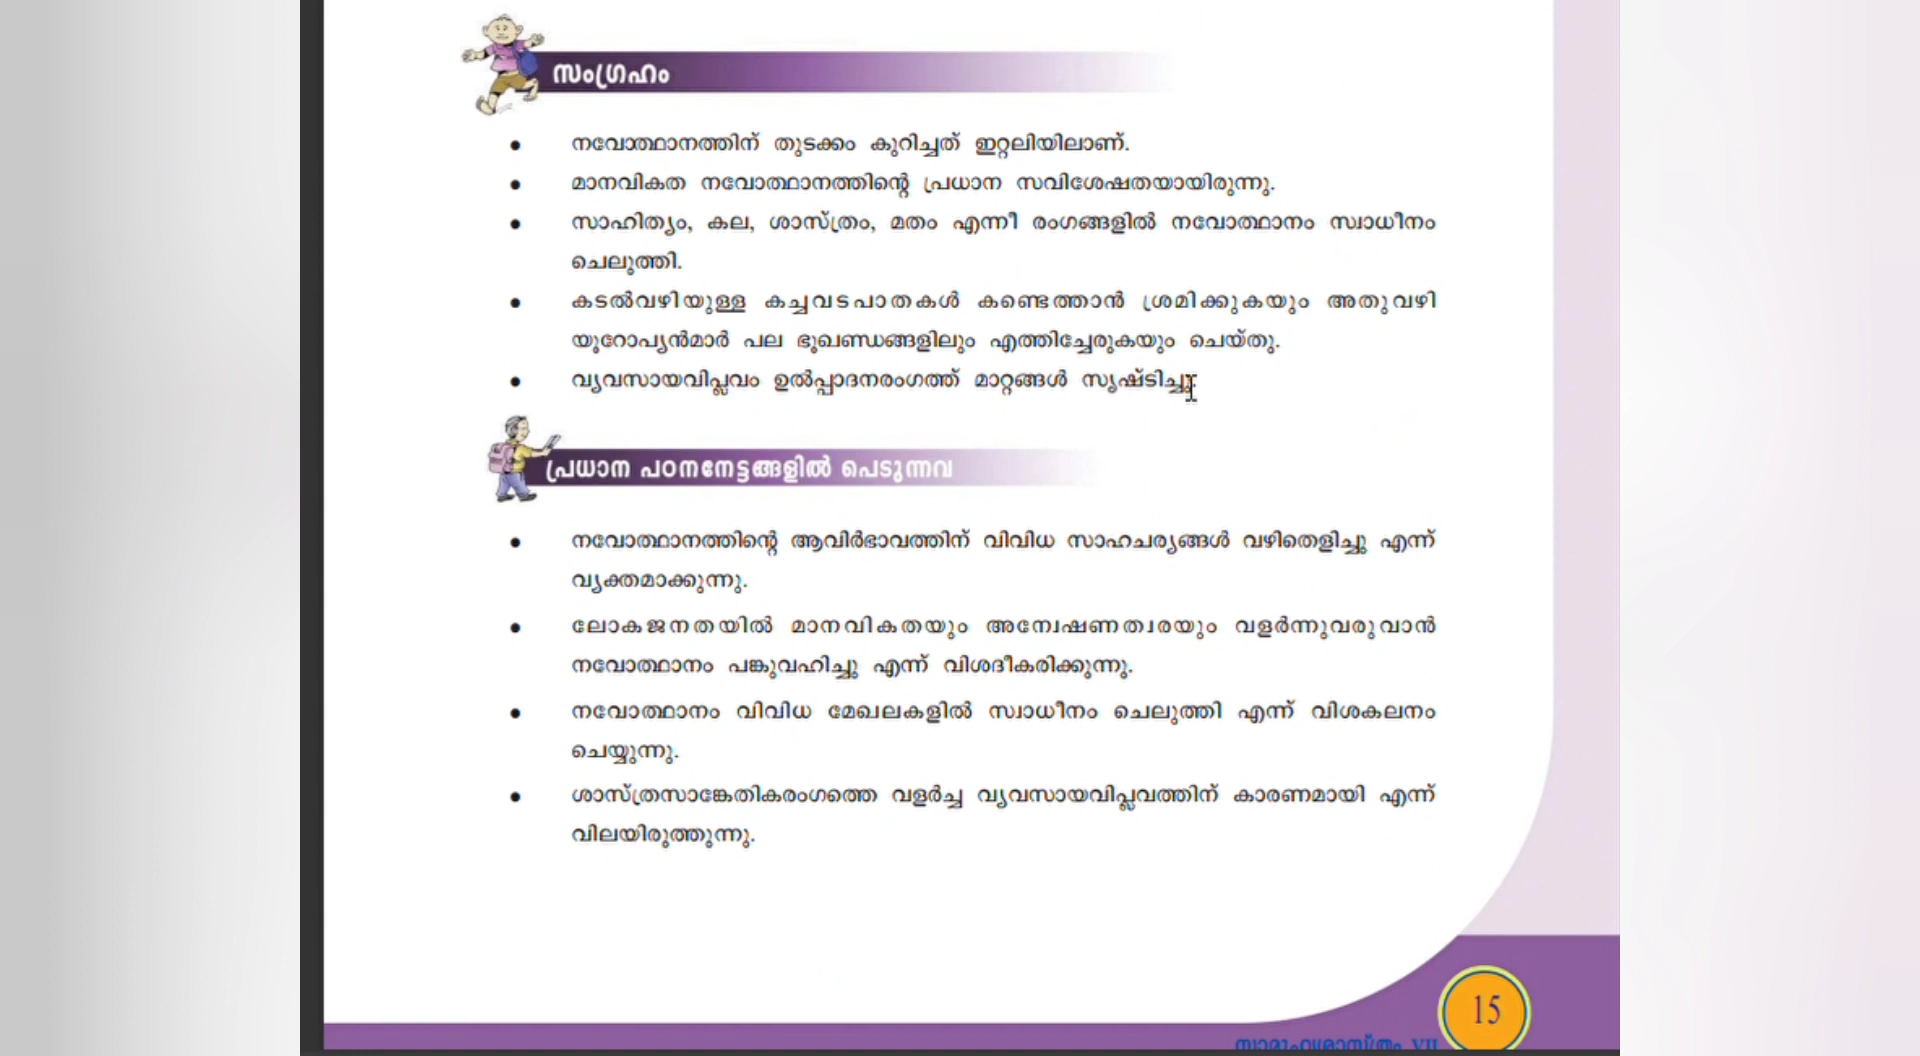 സംഗ്രഹം
• നവോത്ഥാനത്തിന് തുടക്കം കുറിച്ചത് ഇറ്റലിയിലാണ്.
• മാനവികത നവോത്ഥാനത്തിന്റെ പ്രധാന സവിശേഷതയായിരുന്നു.
• സാഹിത്യം, കല, ശാസ്ത്രം, മതം എന്നീ രംഗങ്ങളിൽ നവോത്ഥാനം സ്വാധീനം
ചെലുത്തി.
• കടൽവഴിയുള്ള കച്ചവടപാതകൾ കണ്ടെത്താൻ ശ്രമിക്കുകയും അതുവഴി
യൂറോപ്യൻമാർ പല ഭൂഖണ്ഡങ്ങളിലും എത്തിച്ചേരുകയും ചെയ്തു.
• വ്യവസായവിപ്ലവം ഉൽപ്പാദനരംഗത്ത് മാറ്റങ്ങൾ സൃഷ്ടിച്ചു.
പ്രധാന പഠനനേട്ടങ്ങളിൽ പെടുന്നവ
• നവോത്ഥാനത്തിന്റെ ആവിർഭാവത്തിന് വിവിധ സാഹചര്യങ്ങൾ വഴിതെളിച്ചു എന്ന്
വ്യക്തമാക്കുന്നു.
• ലോകജനതയിൽ മാനവികതയും അന്വേഷണത്വരയും വളർന്നുവരുവാൻ
നവോത്ഥാനം പങ്കുവഹിച്ചു എന്ന് വിശദീകരിക്കുന്നു.
• നവോത്ഥാനം വിവിധ മേഖലകളിൽ സ്വാധീനം ചെലുത്തി എന്ന് വിശകലനം
ചെയ്യുന്നു.
• ശാസ്ത്രസാങ്കേതികരംഗത്തെ വളർച്ച വ്യവസായവിപ്ലവത്തിന് കാരണമായി എന്ന്
വിലയിരുത്തുന്നു.
15
സാമൂഹ്യശാസ്ത്രം VII